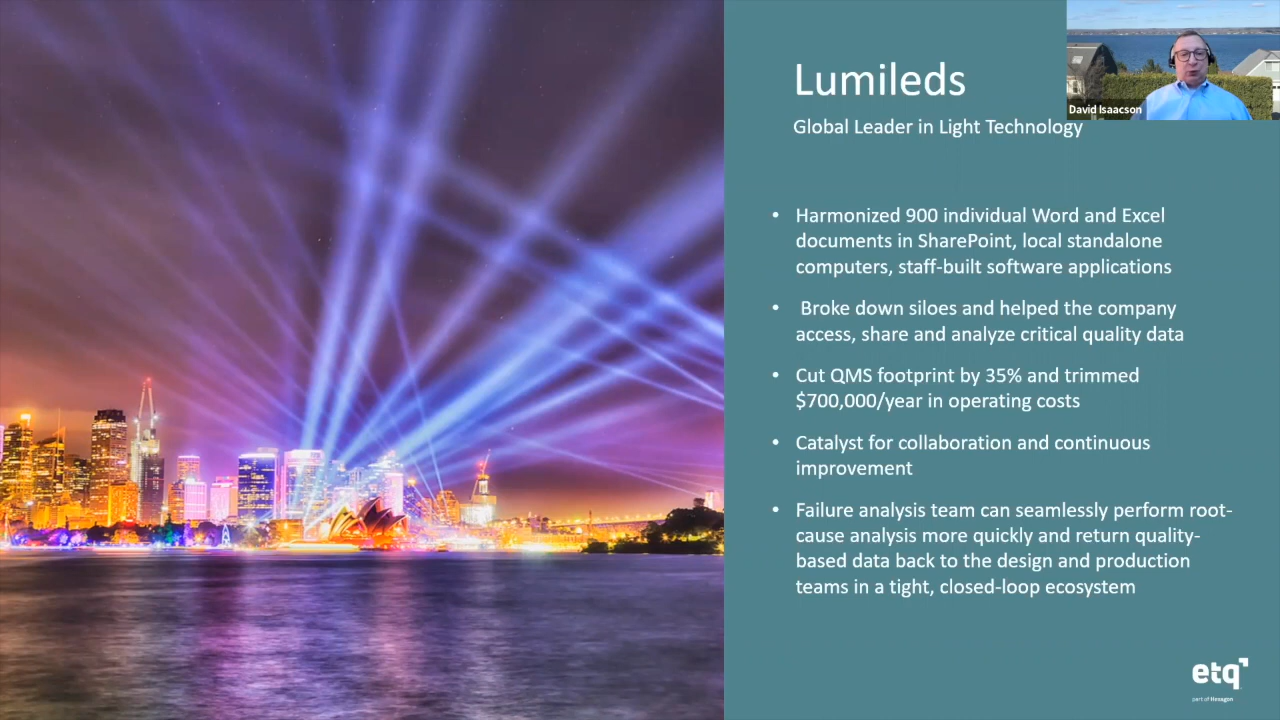 Lumileds
David Isaacson
Global Leader in Light Technology
• Harmonized 900 individual Word and Excel
documents in SharePoint, local standalone
computers, staff-built software applications
• Broke down siloes and helped the company
access, share and analyze critical quality data
• Cut QMS footprint by 35% and trimmed
$700,000/year in operating costs
• Catalyst for collaboration and continuous
improvement
• Failure analysis team can seamlessly perform root-
cause analysis more quickly and return quality-
based data back to the design and production
teams in a tight, closed-loop ecosystem
etq
part of Hexagon